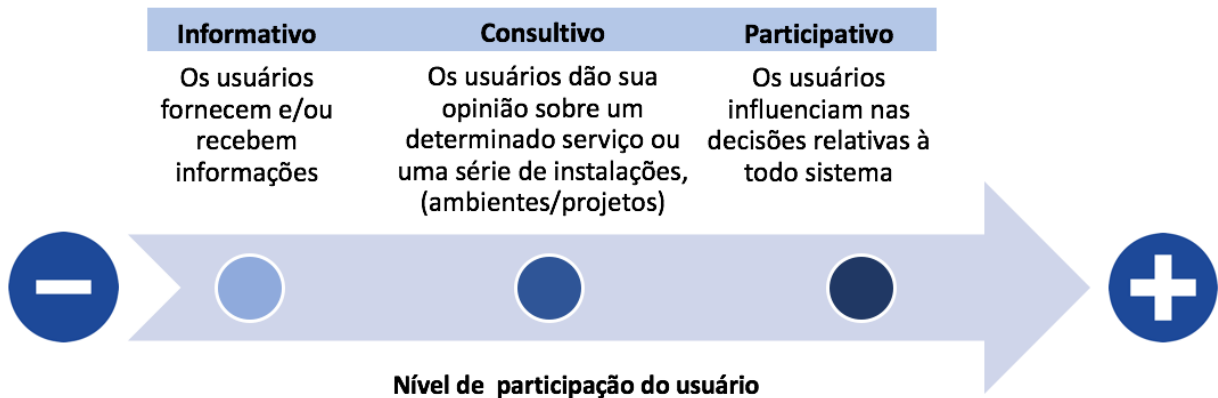 Informativo
Os usuários
fornecem e/ou
recebem
informações
Consultivo
Os usuários dão sua
opinião sobre um
determinado serviço ou
uma série de instalações,
(ambientes/projetos)
Participativo
Os usuários
influenciam nas
decisões relativas à
todo sistema
Nível de participação do usuário